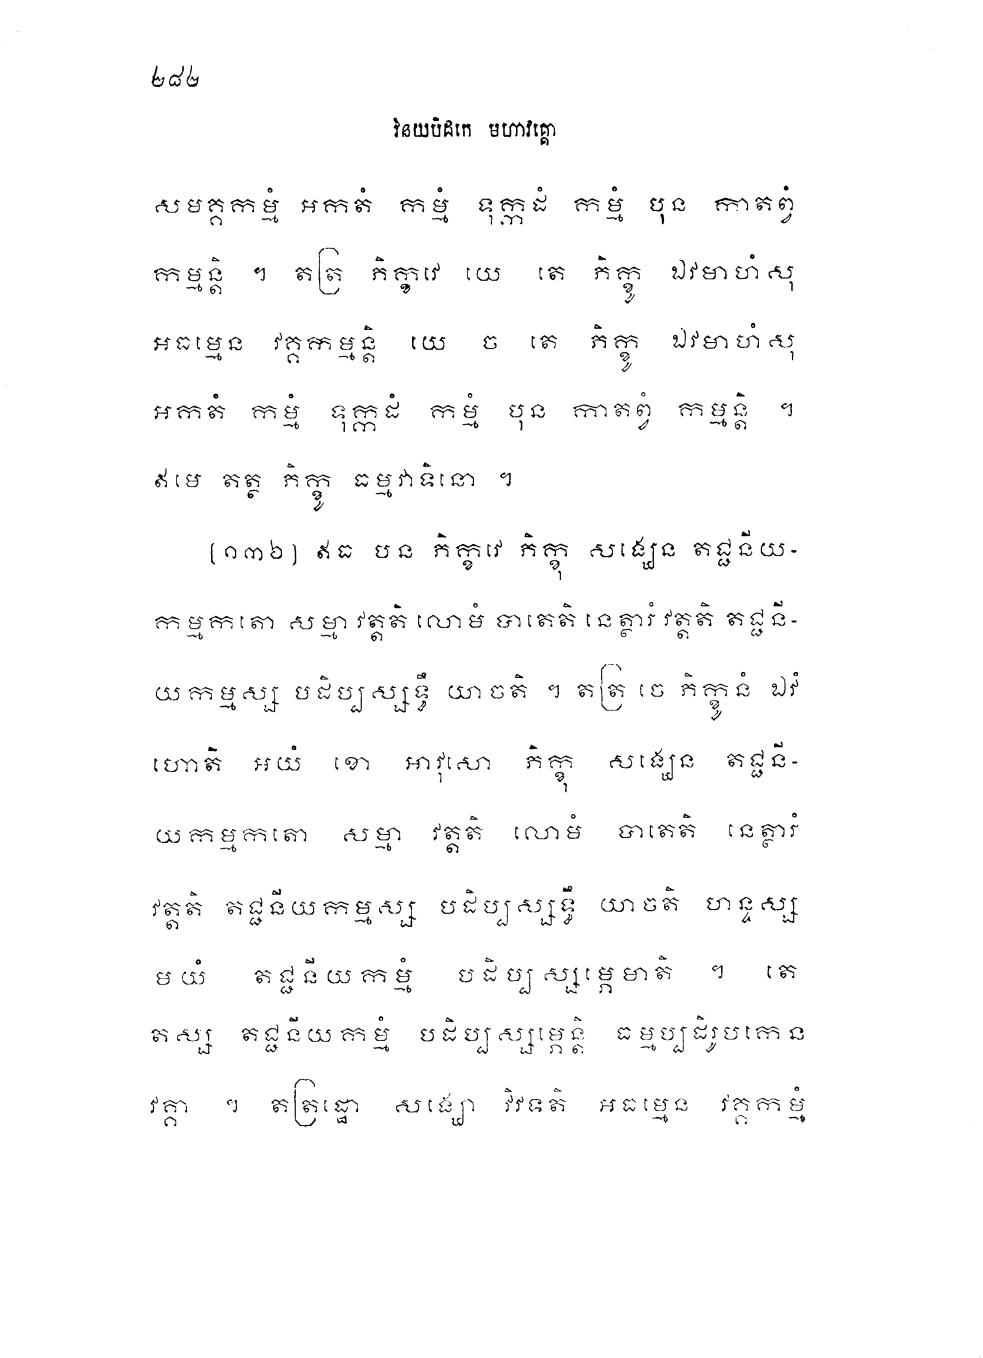 ២៨២
វិនយបិដកេ មហាវគ្គោ
សមគ្គកម្មំ អកតំ កម្មំ ទុក្កដំ កម្មំ បុន កាតព្វំ
កម្មន្តិ ។ តត្រ ភិក្ខវេ យេ តេ ភិក្ខូ ឯវមាហំសុ
អធម្មេន វគ្គកម្មន្តិ យេ ច តេ ភិក្ខូ ឯវមាហំសុ
អកតំ កម្មំ ទុក្កដំ កម្មំ បុន កាតព្វំ កម្មន្តិ ។
ឥមេ តត្ថ ភិក្ខូ ធម្មវាទិនោ ។
(១៣៦) ឥធ បន ភិក្ខវេ ភិក្ខុ សង្ឃេន តជ្ជនីយ-
កម្មកតោ សម្មា វត្តតិ លោមំ បាតេតិ នេត្ថារំ វត្តតិ តជ្ជនី-
យកម្មស្ស បដិប្បស្សទ្ធឹ យាចតិ ។ តត្រ ចេ ភិក្ខូនំ ឯវំ
ហោតិ អយំ ខោ អាវុសោ ភិក្ខុ សង្ឃេន តជ្ជនី-
យកម្មកតោ សម្មា វត្តតិ លោមំ បាតេតិ នេត្ថារំ
វត្តតិ តជ្ជនីយកម្មស្ស បដិប្បស្សទ្ធឹ យាចតិ ហន្ទស្ស
មយំ តជ្ជនីយកម្មំ បដិប្បស្សម្ភេមាតិ ។ តេ
តស្ស តជ្ជនីយកម្មំ បដិប្បស្សម្ភេន្តិ ធម្មប្បដិរូបកេន
វគ្គា ។ តត្រដ្ឋោ សង្ឃោ វិវទតិ អធម្មេន វគ្គកម្មំ